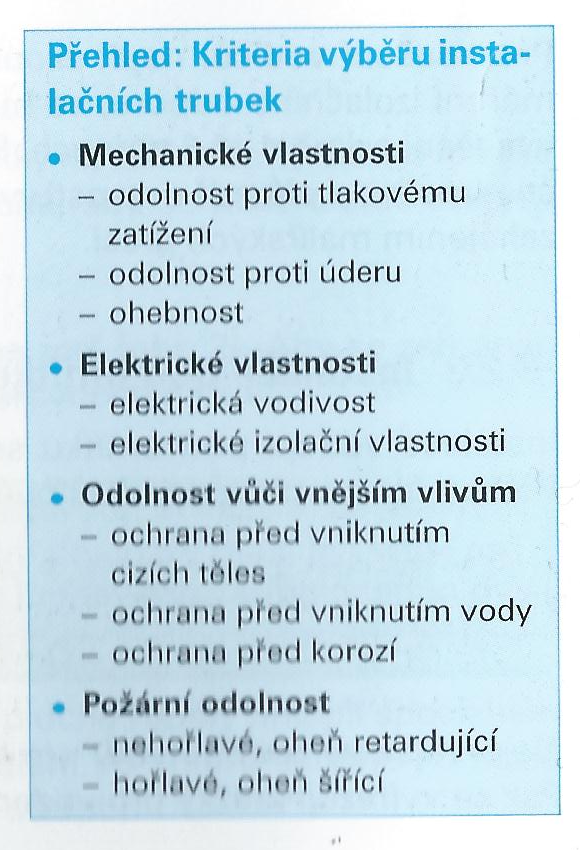 Přehled: Kriteria výběru insta-
lačních trubek
• Mechanické vlastnosti
– odolnost proti tlakovému
zatížení
– odolnost proti úderu
– ohebnost
• Elektrické vlastnosti
– elektrická vodivost
– elektrické izolační vlastnosti
• Odolnost vůči vnějším vlivům
– ochrana před vniknutím
cizích těles
– ochrana před vniknutím vody
– ochrana před korozí
• Požární odolnost
– nehořlavé, oheň retardující
– hořlavé, oheň šířící